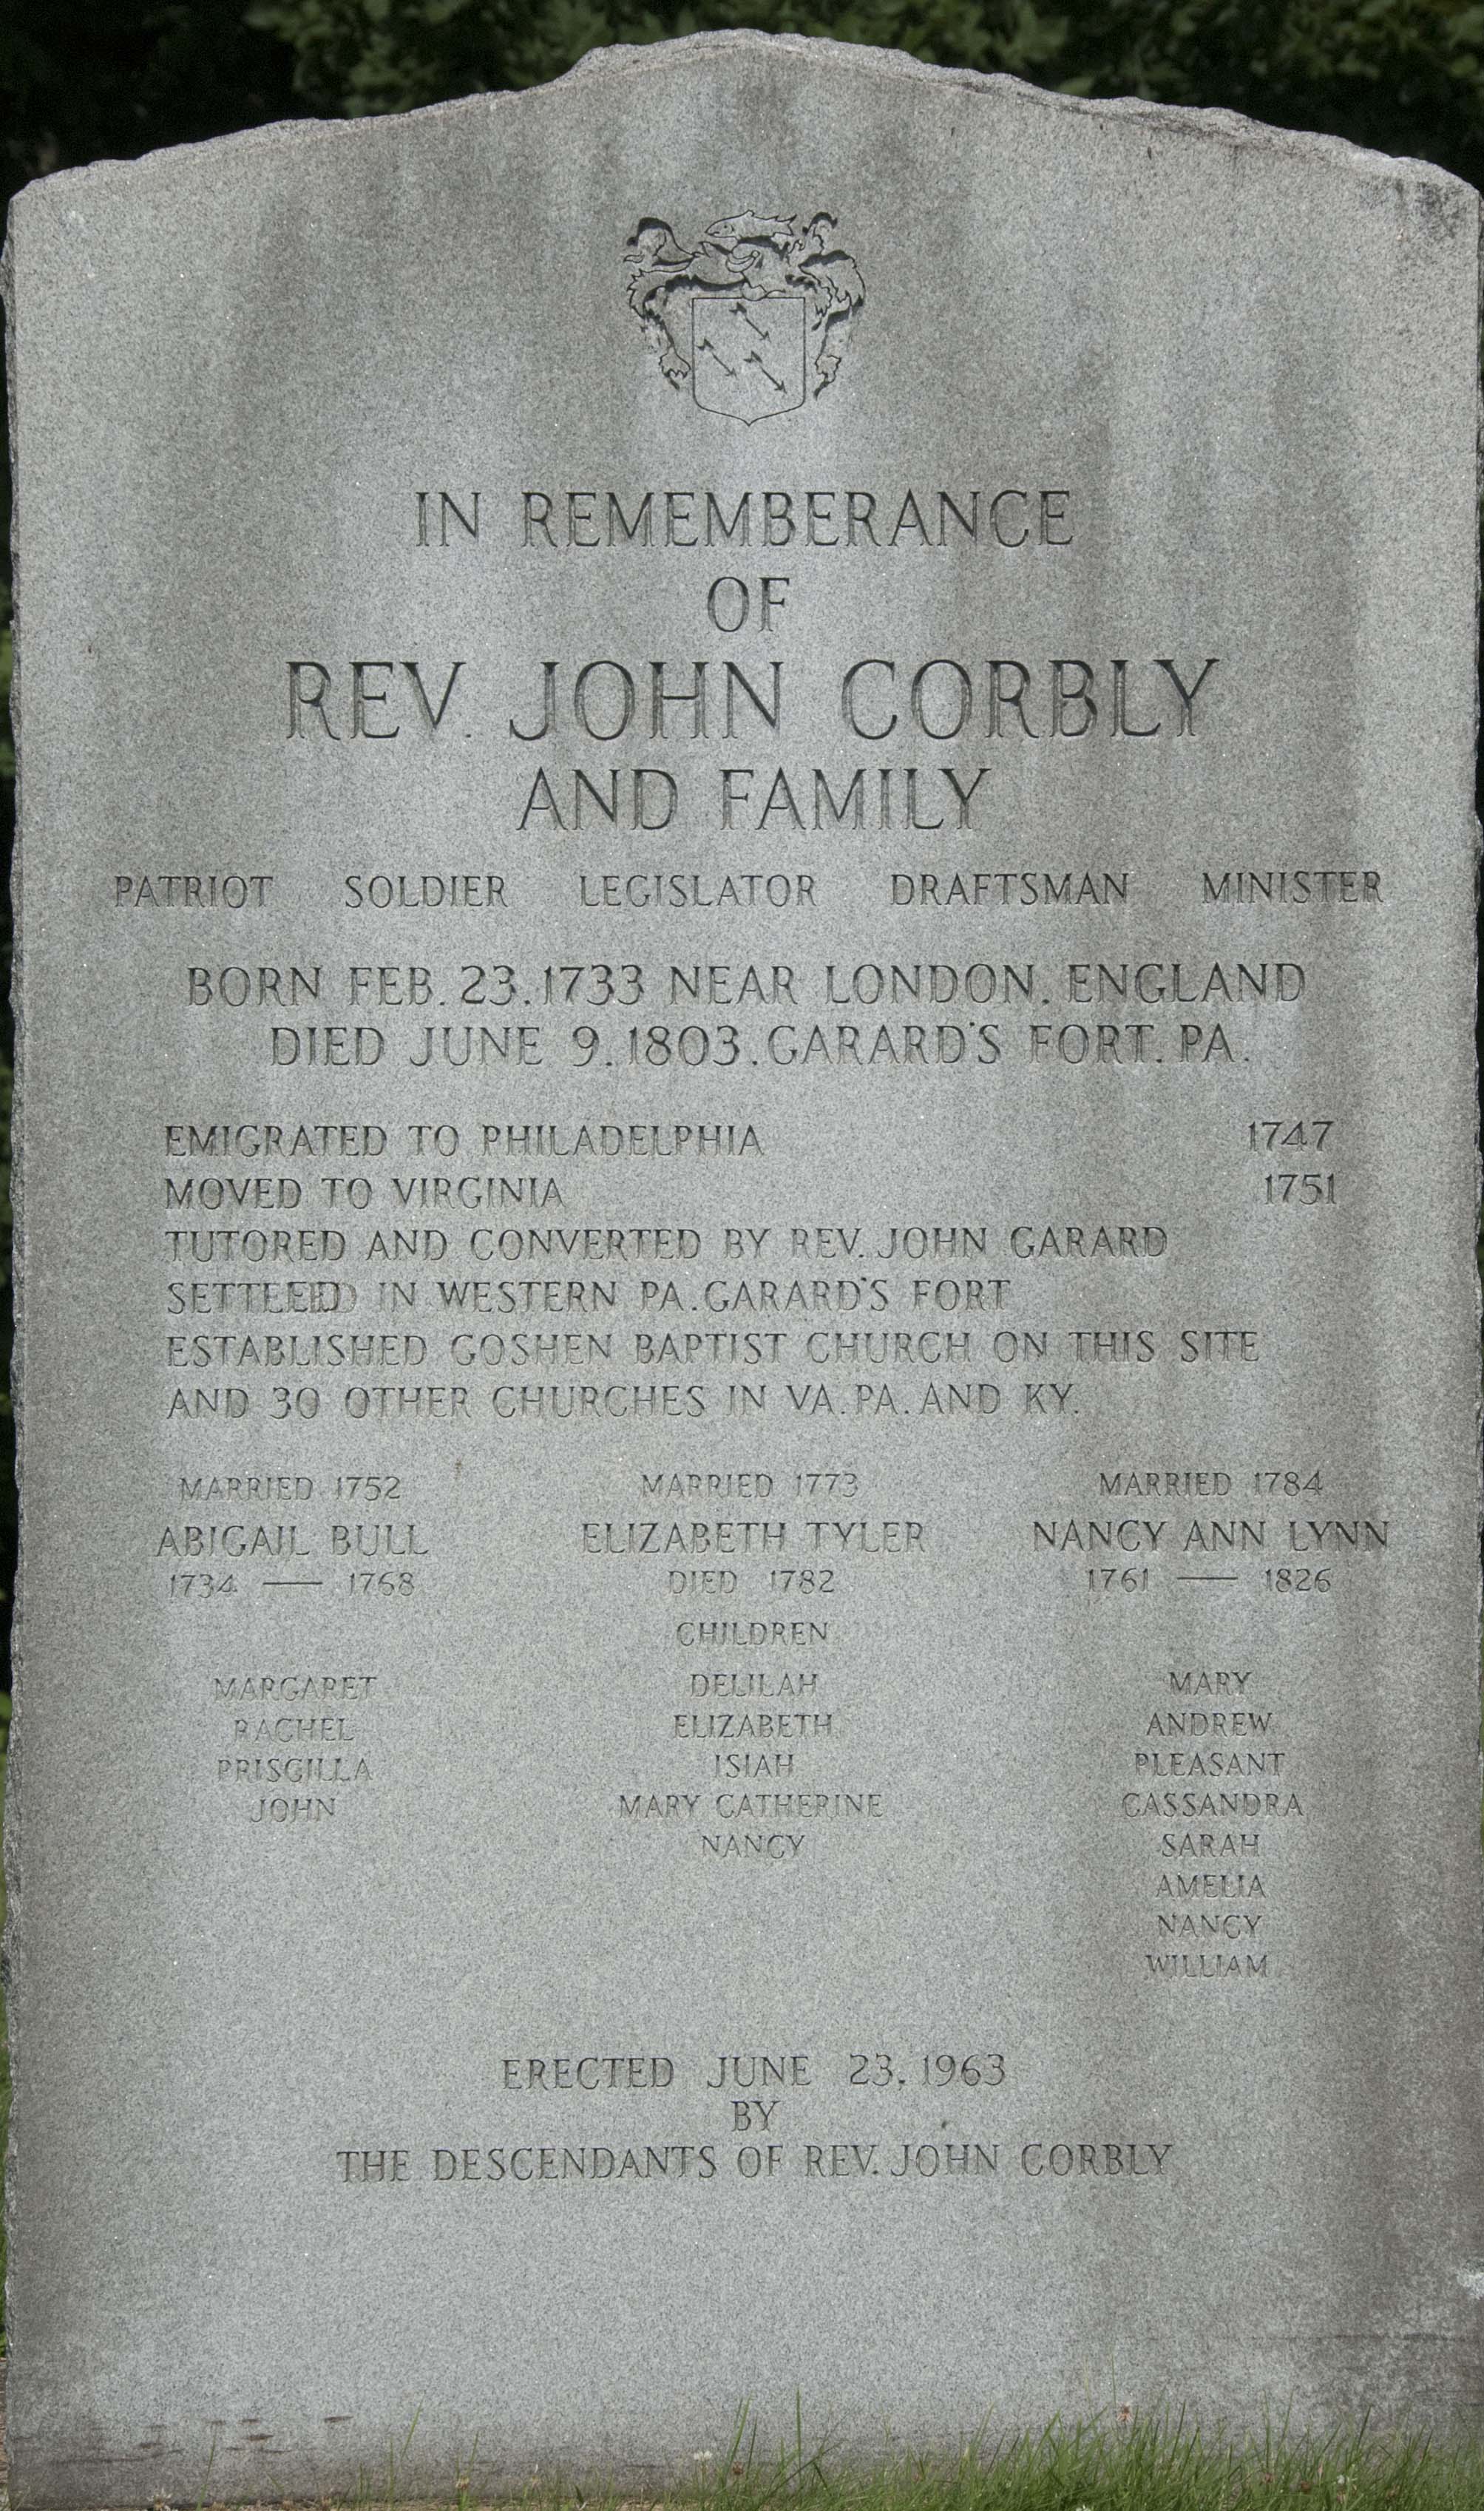 IN REMEMBERANCE
OF
REV. JOHN CORBLY
AND FAMILY
PATRIOT SOLDIER LEGISLATOR DRAFTSMAN MINISTER
BORN FEB. 23. 1733 NEAR LONDON. ENGLAND
DIED JUNE 9. 1803. GARARD'S FORT. PA.
EMIGRATED TO PHILADELPHIA 1747
MOVED TO VIRGINIA 1751
TUTORED AND CONVERTED BY REV. JOHN GARARD
SETTLED IN WESTERN PA. GARARD'S FORT
ESTABLISHED GOSHEN BAPTIST CHURCH ON THIS SITE
AND 30 OTHER CHURCHES IN VA. PA. AND KY.
MARRIED 1752 MARRIED 1773 MARRIED 1784
ABIGAIL BULL ELIZABETH TYLER NANCY ANN LYNN
1734 — 1768 DIED 1782 1761 — 1826
CHILDREN
MARGARET DELILAH MARY
RACHEL ELIZABETH ANDREW
PRISCILLA ISIAH PLEASANT
JOHN MARY CATHERINE CASSANDRA
NANCY SARAH
AMELIA
NANCY
WILLIAM
ERECTED JUNE 23, 1963
BY
THE DESCENDANTS OF REV. JOHN CORBLY